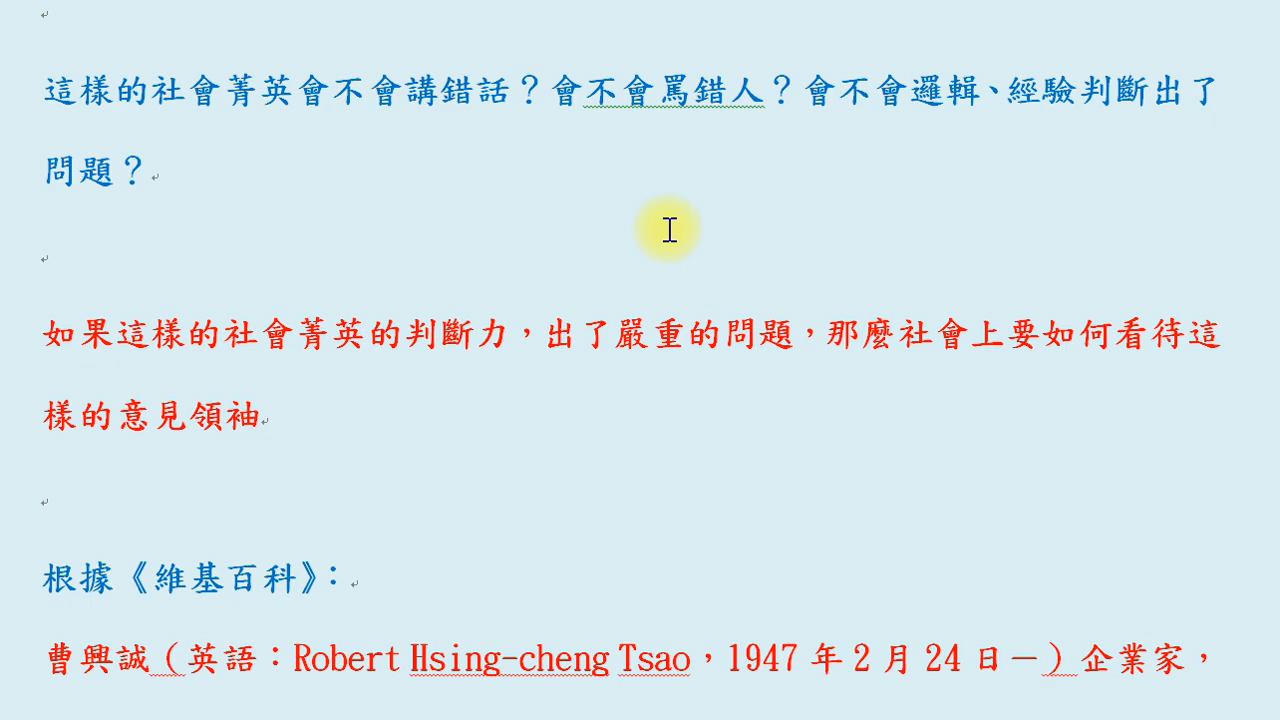 這樣的社會菁英會不會講錯話？會不會罵錯人？會不會邏輯、經驗判斷出了
問題？
如果這樣的社會菁英的判斷力，出了嚴重的問題，那麼社會上要如何看待這
樣的意見領袖
根據《維基百科》：
曹興誠（英語：Robert Hsing-cheng Tsao，1947 年 2 月 24 日－）企業家，